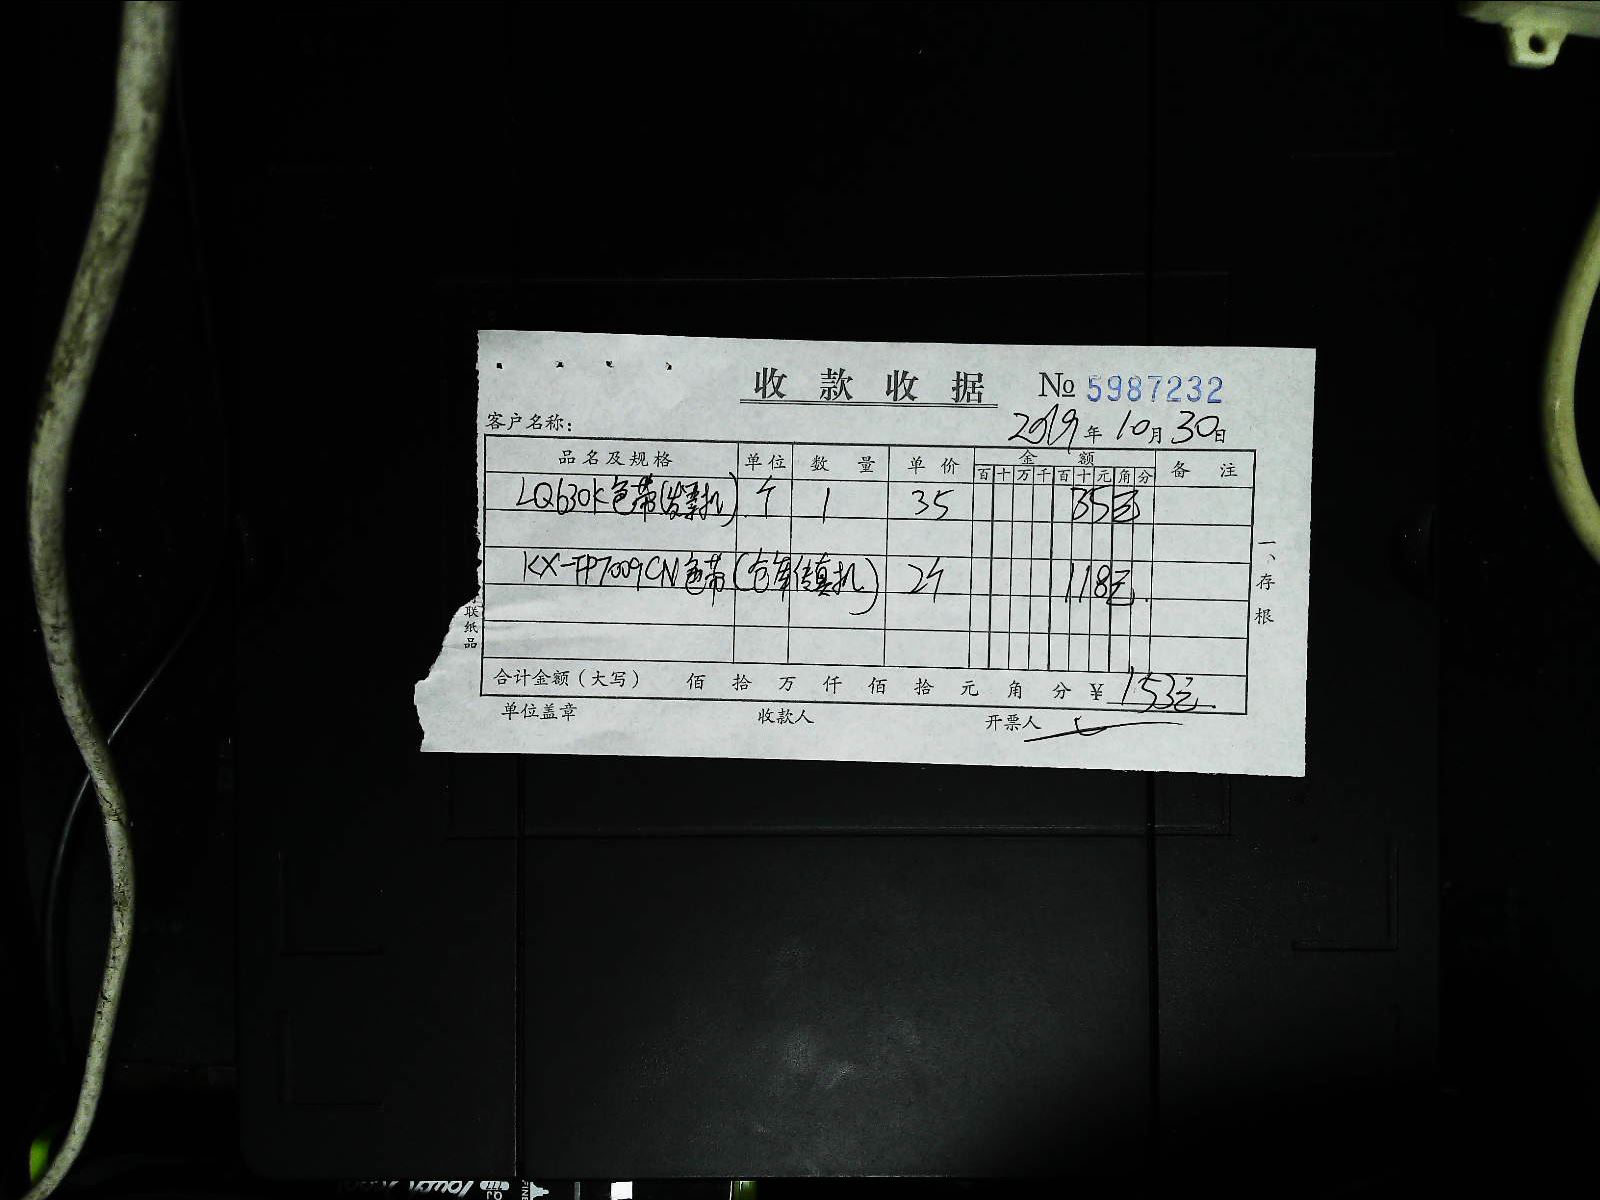 收款收据 № 5987232
客户名称: 2019年10月30日
品名及规格 单位 数量 单价 金额 备注
百十万千百十元角分
LQ630K色带(发票机) 个 1 35 35元
KX-FP7009CN色带(仓库传真机) 2个 118元
合计金额(大写) 佰 拾 万 仟 佰 拾 元 角 分 ¥ 153元
单位盖章 收款人 开票人
一、存根
联纸品